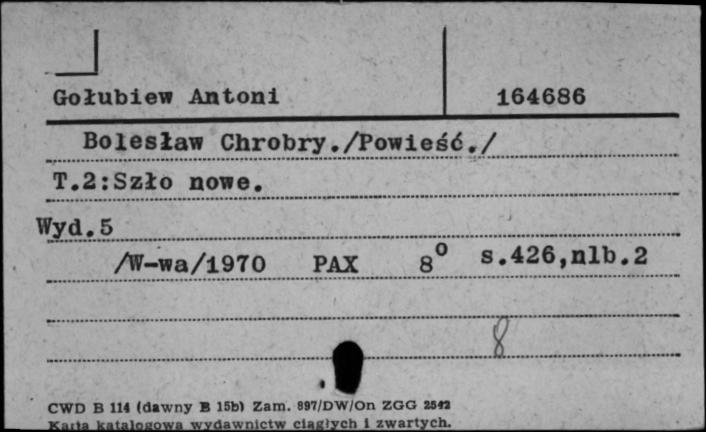 Gołubiew Antoni 164686
Bolesław Chrobry./Powieść./
T.2:Szło nowe.
Wyd.5
/W-wa/1970 PAX 8° s.426,nlb.2
8
CWD B 114 (dawny B 15b) Zam. 897/DW/On ZGG 2542
Karta katalogowa wydawnictw ciągłych i zwartych.